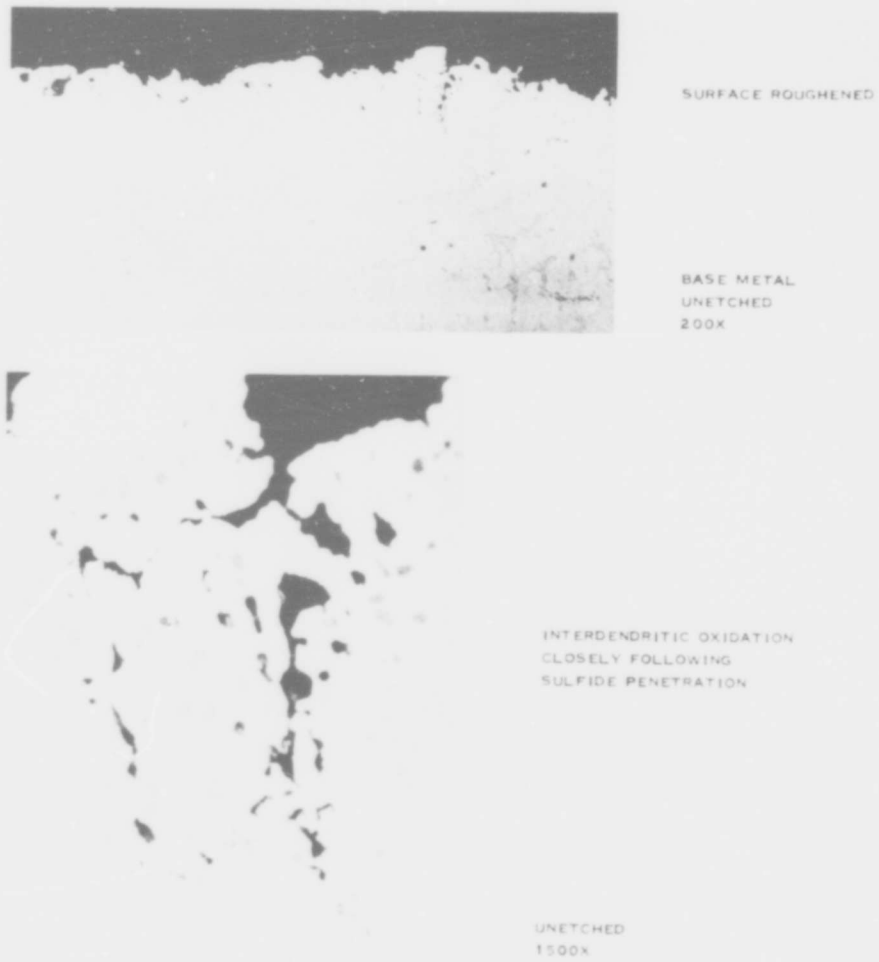 SURFACE ROUGHENED
BASE METAL
UNETCHED
200X
INTERDENDRITIC OXIDATION
CLOSELY FOLLOWING
SULFIDE PENETRATION
UNETCHED
1500X